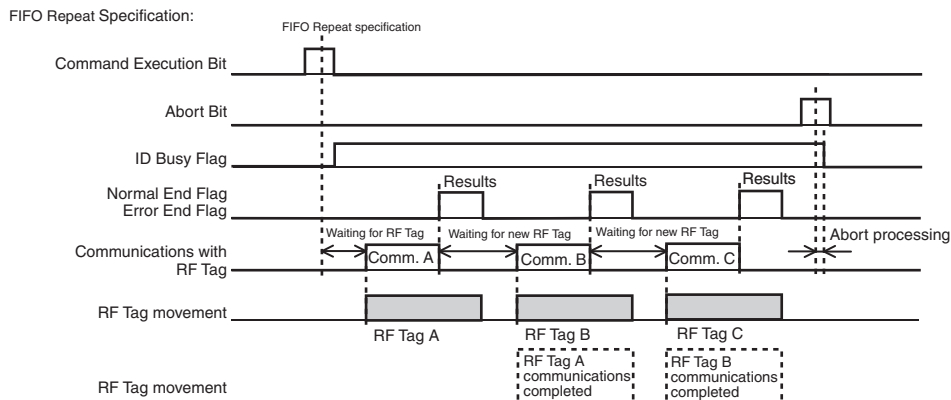 FIFO Repeat Specification:
FIFO Repeat specification
Command Execution Bit
Abort Bit
ID Busy Flag
Normal End Flag
Error End Flag
Results
Results
Results
Waiting for RF Tag
Waiting for new RF Tag
Waiting for new RF Tag
Abort processing
Communications with
RF Tag
Comm. A
Comm. B
Comm. C
RF Tag movement
RF Tag A
RF Tag B
RF Tag C
RF Tag movement
RF Tag A
communications
completed
RF Tag B
communications
completed